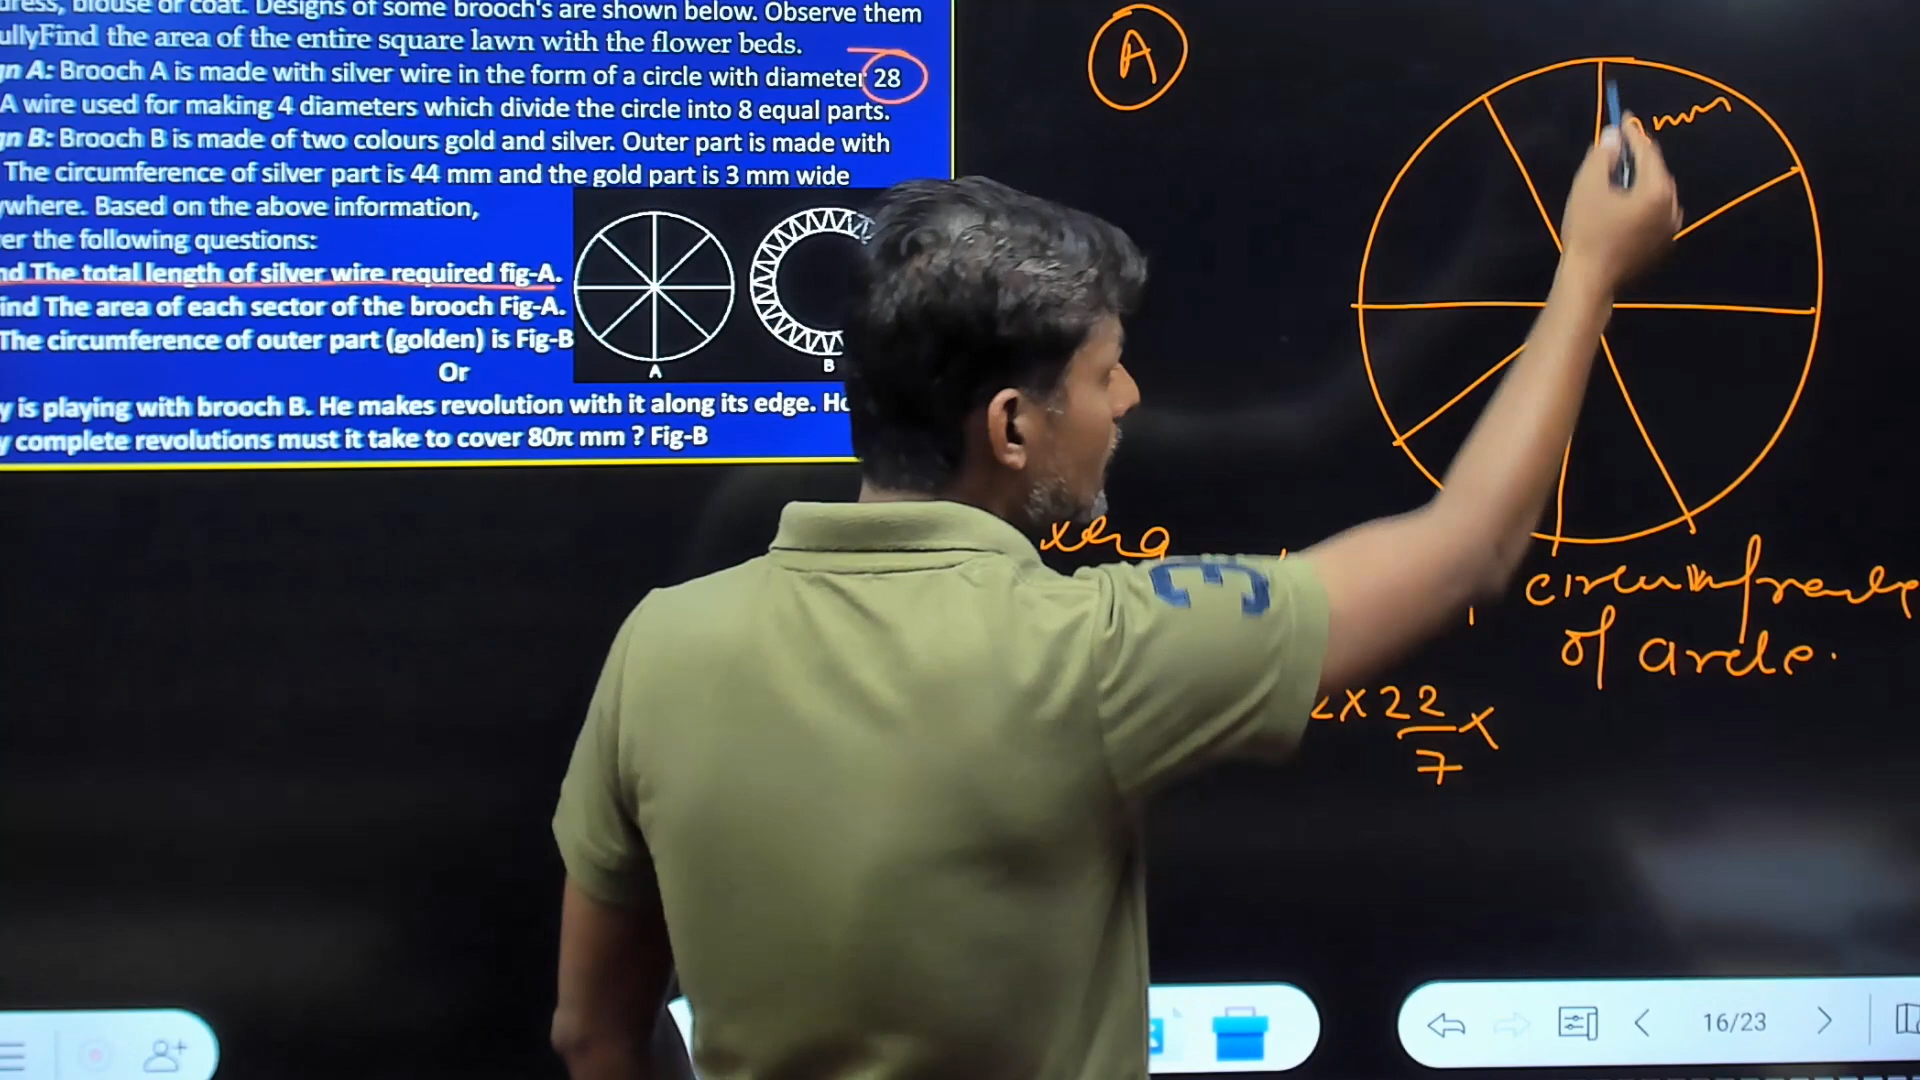 dress, blouse or coat. Designs of some brooch's are shown below. Observe them
ullyFind the area of the entire square lawn with the flower beds.
gn A: Brooch A is made with silver wire in the form of a circle with diameter 28
A wire used for making 4 diameters which divide the circle into 8 equal parts.
gn B: Brooch B is made of two colours gold and silver. Outer part is made with
The circumference of silver part is 44 mm and the gold part is 3 mm wide
ywhere. Based on the above information,
er the following questions:
nd The total length of silver wire required fig-A.
ind The area of each sector of the brooch Fig-A.
The circumference of outer part (golden) is Fig-B
Or
y is playing with brooch B. He makes revolution with it along its edge. Ho
y complete revolutions must it take to cover 80π mm ? Fig-B
A
B
A
mm
of circle.
2 × 22/7 ×
3
16/23